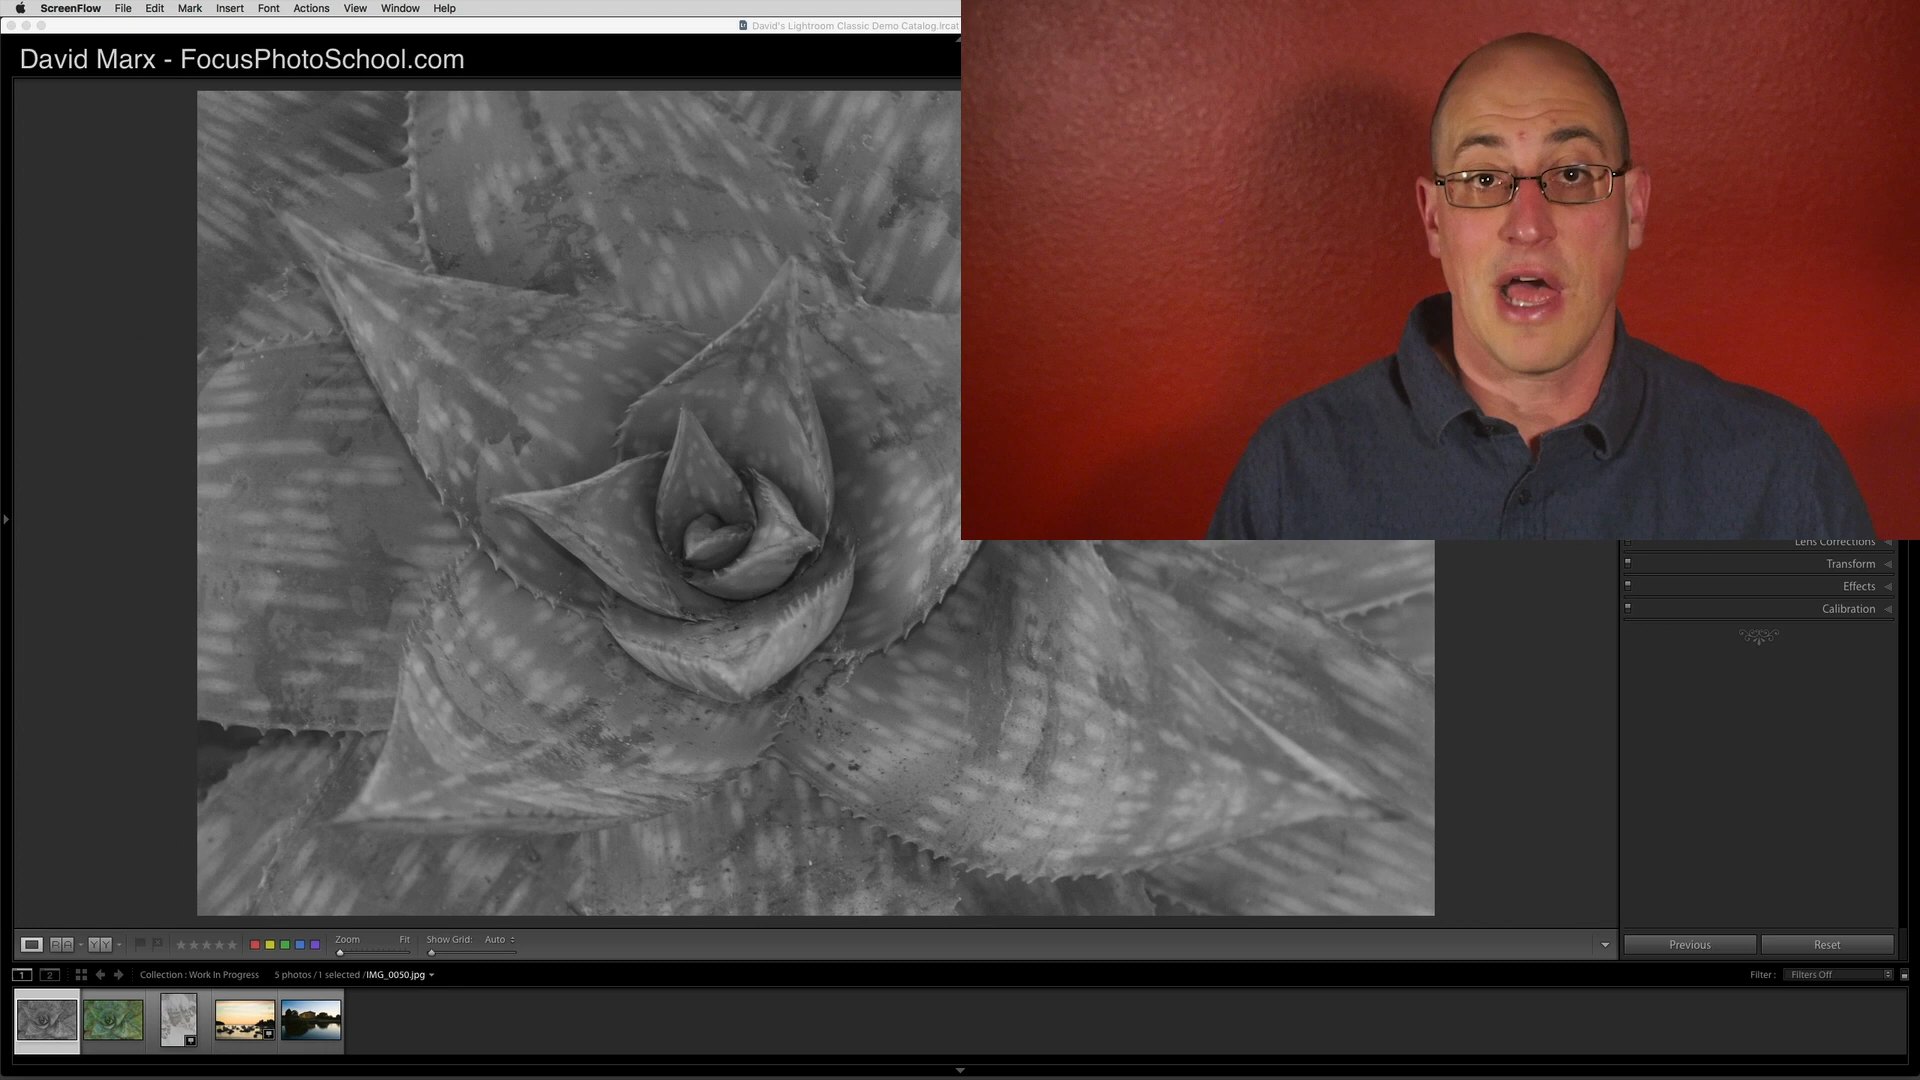 ScreenFlow File Edit Mark Insert Font Actions View Window Help
David's Lightroom Classic Demo Catalog.lrcat
David Marx - FocusPhotoSchool.com
Lens Corrections
Transform
Effects
Calibration
Zoom Fit Show Grid: Auto
Previous Reset
1 2 Collection : Work In Progress 5 photos / 1 selected / IMG_0050.jpg Filter : Filters Off